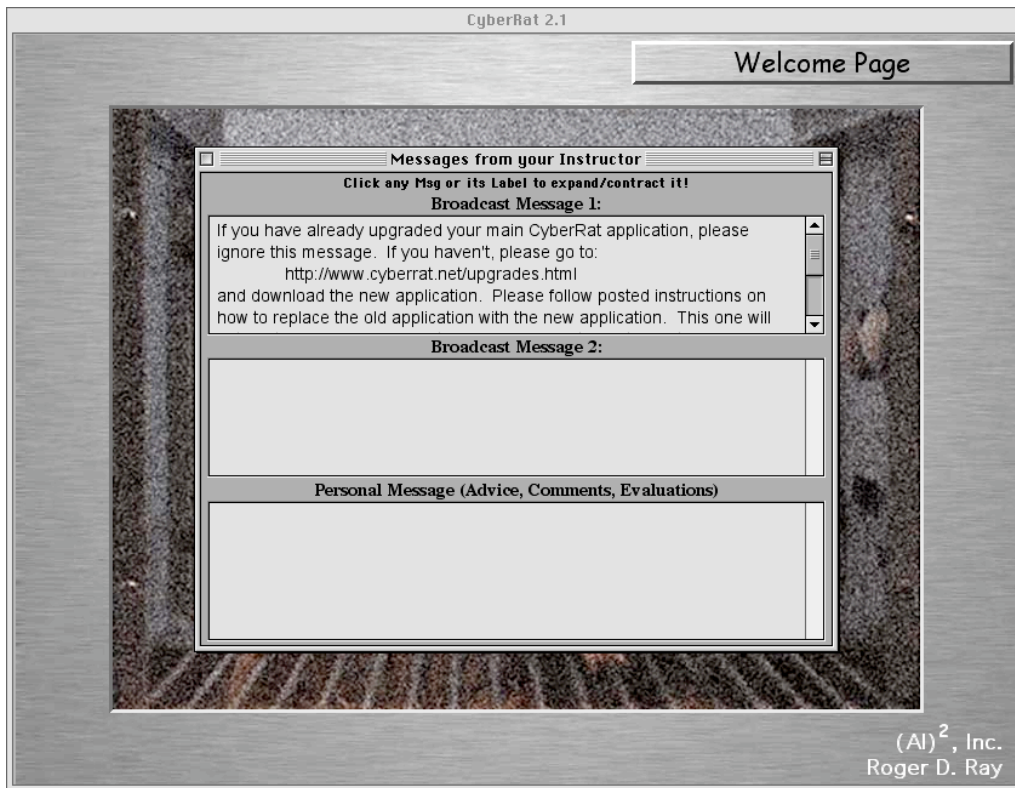 CyberRat 2.1
Welcome Page
Messages from your Instructor
Click any Msg or its Label to expand/contract it!
Broadcast Message 1:
If you have already upgraded your main CyberRat application, please
ignore this message. If you haven't, please go to:
http://www.cyberrat.net/upgrades.html
and download the new application. Please follow posted instructions on
how to replace the old application with the new application. This one will
Broadcast Message 2:
Personal Message (Advice, Comments, Evaluations)
(AI)², Inc.
Roger D. Ray